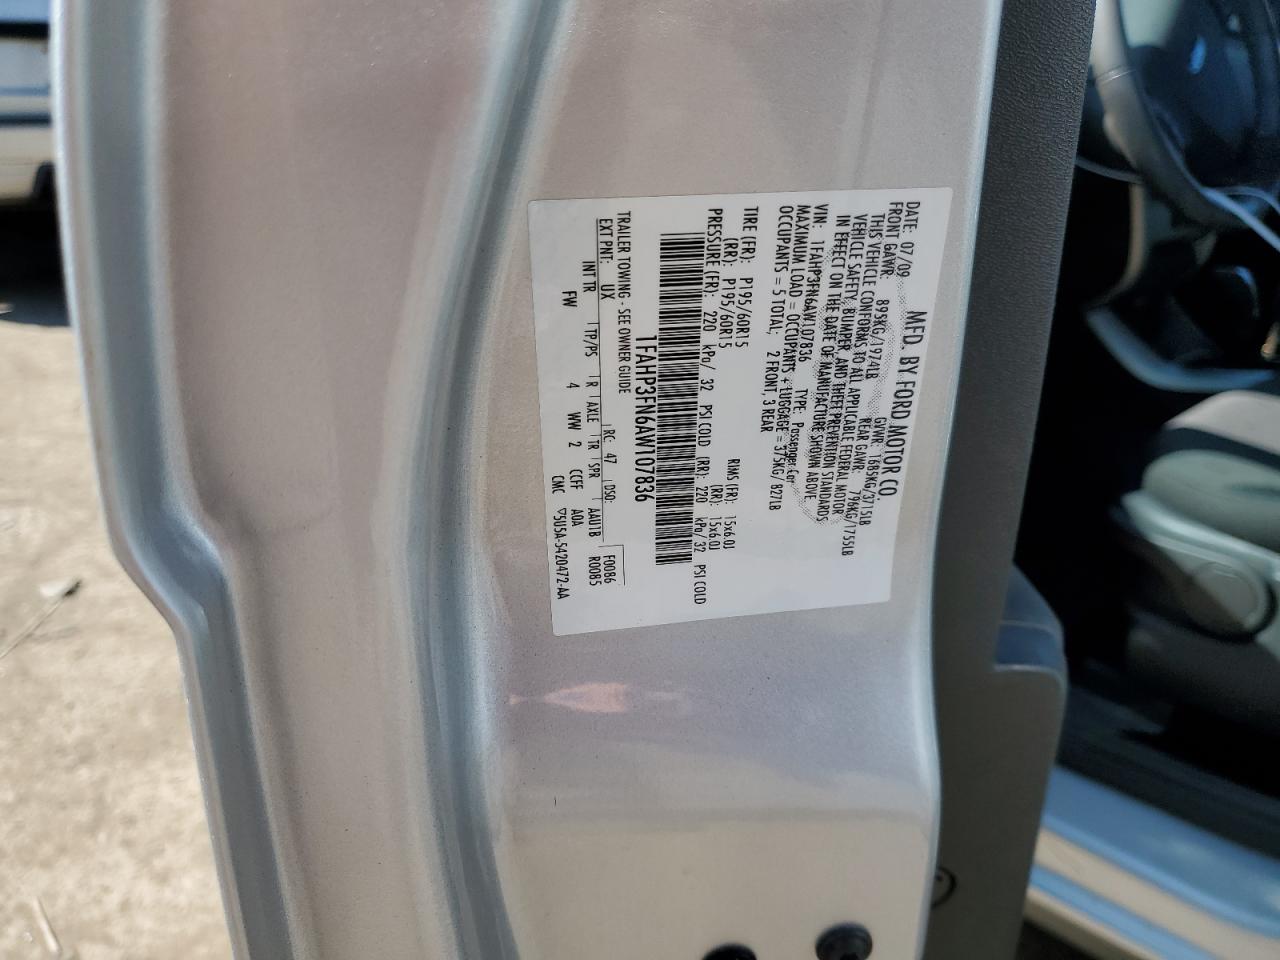 MFD. BY FORD MOTOR CO.
DATE: 07/09 GVWR: 1685KG/3715LB
FRONT GAWR: 895KG/1974LB REAR GAWR: 796KG/1755LB
THIS VEHICLE CONFORMS TO ALL APPLICABLE FEDERAL MOTOR
VEHICLE SAFETY, BUMPER, AND THEFT PREVENTION STANDARDS
IN EFFECT ON THE DATE OF MANUFACTURE SHOWN ABOVE.
VIN: 1FAHP3FN6AW107836 TYPE: Passenger Car
MAXIMUM LOAD = OCCUPANTS + LUGGAGE = 375KG/ 827LB
OCCUPANTS = 5 TOTAL; 2 FRONT, 3 REAR
TIRE (FR): P195/60R15 RIMS (FR): 15x6.0J
(RR): P195/60R15 (RR): 15x6.0J
PRESSURE (FR): 220 kPa/ 32 PSI COLD (RR): 220 kPa/ 32 PSI COLD
1FAHP3FN6AW107836
TRAILER TOWING - SEE OWNER GUIDE
F0086
EXT PNT: UX RC: 47 DSO: R0085
INT TR TP/PS R AXLE TR SPR AAU1B
FW 4 WW 2 CCFF AOA
CMC ▽5U5A-5420472-AA